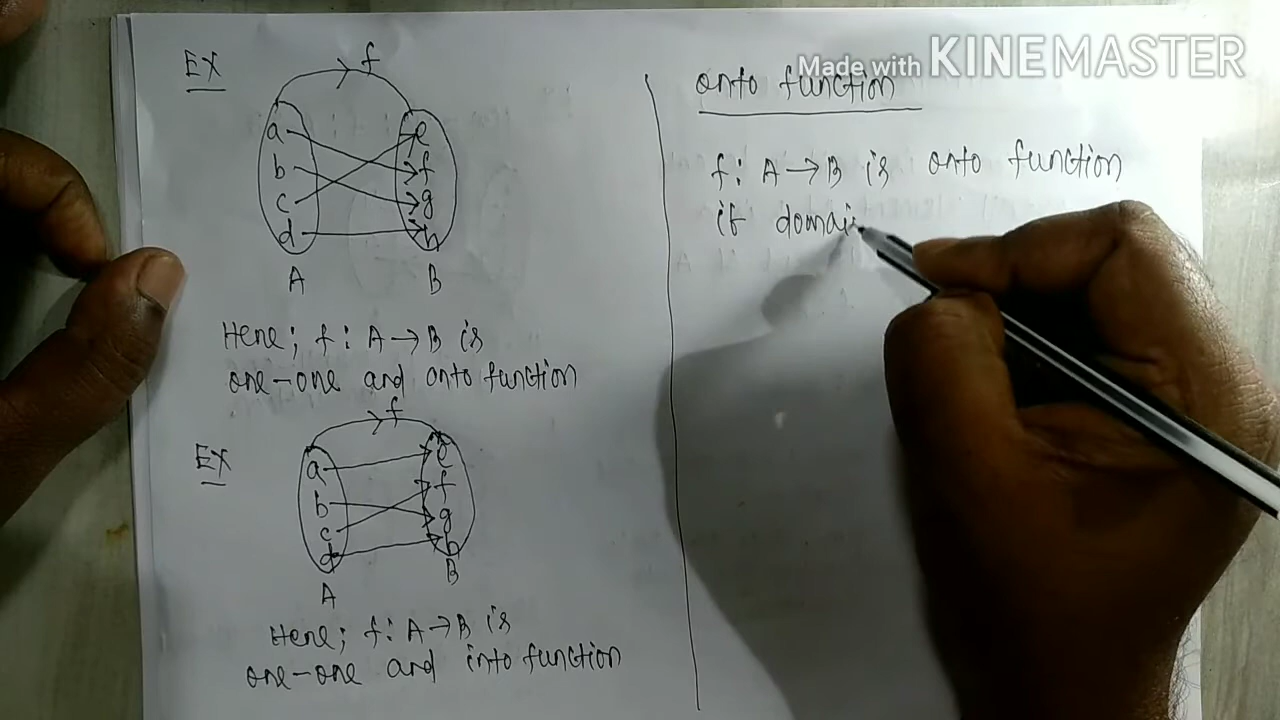 Made with KINEMASTER
Ex
f
a
b
c
d
e
f
g
h
A
B
Here; f: A→B is
one-one and onto function
Ex
f
a
b
c
d
e
f
g
h
A
B
Here; f: A→B is
one-one and into function
onto function
f: A→B is onto function
if domai